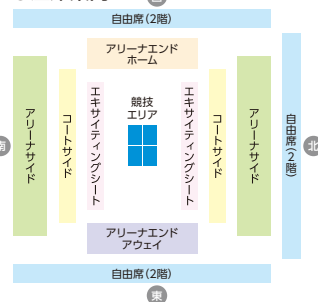 自由席(2階)
アリーナエンド
ホーム
アリーナサイド
コートサイド
エキサイティングシート
競技
エリア
エキサイティングシート
コートサイド
アリーナサイド
自由席(2階)
南
北
アリーナエンド
アウェイ
自由席(2階)
東